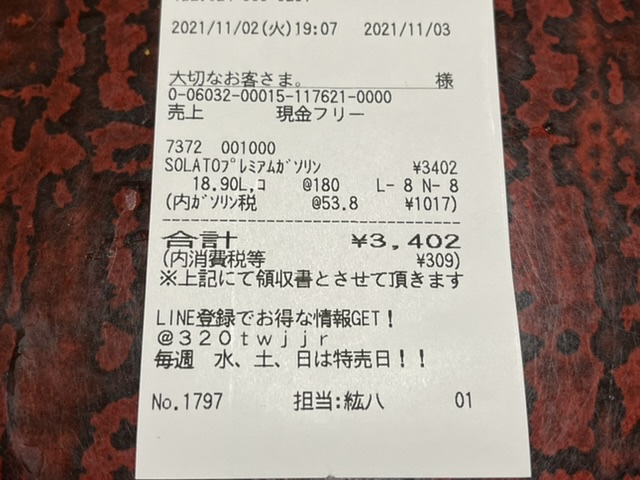 2021/11/02(火)19:07 2021/11/03
大切なお客さま。 様
0-06032-00015-117621-0000
売上 現金フリー
7372 001000
SOLATOプレミアムガソリン ¥3402
18.90L,コ @180 L- 8 N- 8
(内ガソリン税 @53.8 ¥1017)
合計 ¥3,402
(内消費税等 ¥309)
※上記にて領収書とさせて頂きます
LINE登録でお得な情報GET!
@320twjjr
毎週 水、土、日は特売日!!
No.1797 担当:紘八 01